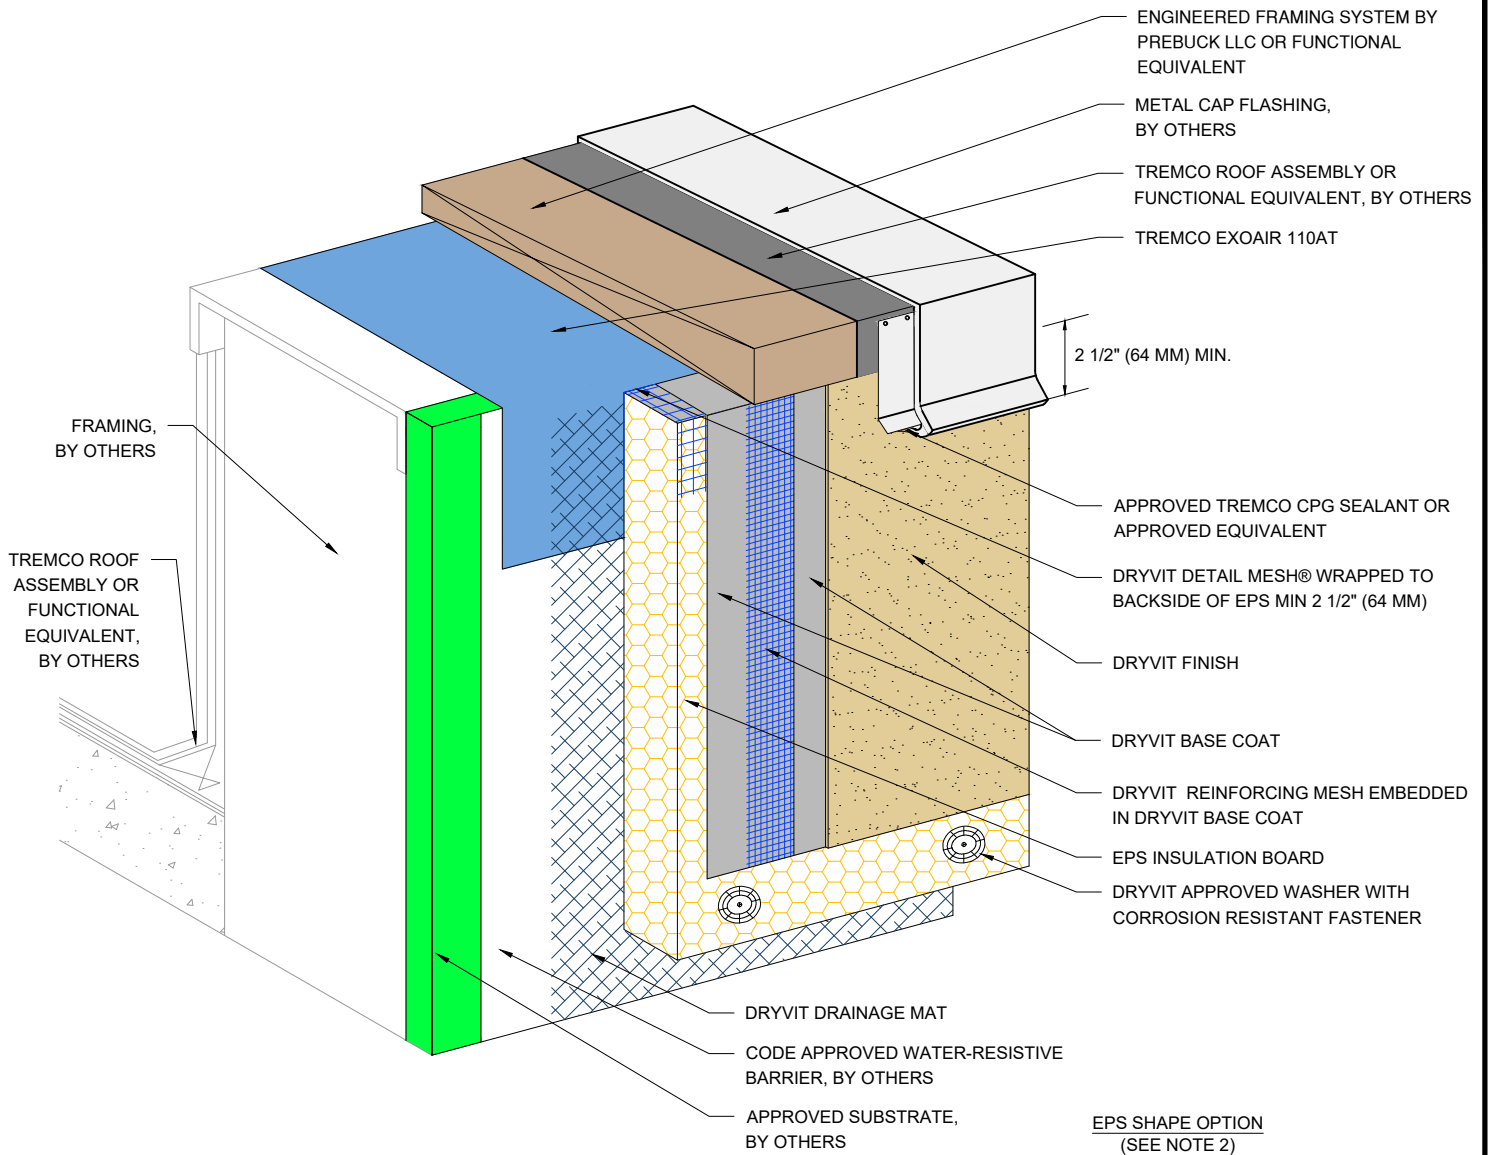 ENGINEERED FRAMING SYSTEM BY
PREBUCK LLC OR FUNCTIONAL
EQUIVALENT
METAL CAP FLASHING,
BY OTHERS
TREMCO ROOF ASSEMBLY OR
FUNCTIONAL EQUIVALENT, BY OTHERS
TREMCO EXOAIR 110AT
2 1/2" (64 MM) MIN.
FRAMING,
BY OTHERS
TREMCO ROOF
ASSEMBLY OR
FUNCTIONAL
EQUIVALENT,
BY OTHERS
APPROVED TREMCO CPG SEALANT OR
APPROVED EQUIVALENT
DRYVIT DETAIL MESH® WRAPPED TO
BACKSIDE OF EPS MIN 2 1/2" (64 MM)
DRYVIT FINISH
DRYVIT BASE COAT
DRYVIT REINFORCING MESH EMBEDDED
IN DRYVIT BASE COAT
EPS INSULATION BOARD
DRYVIT APPROVED WASHER WITH
CORROSION RESISTANT FASTENER
DRYVIT DRAINAGE MAT
CODE APPROVED WATER-RESISTIVE
BARRIER, BY OTHERS
APPROVED SUBSTRATE,
BY OTHERS
EPS SHAPE OPTION
(SEE NOTE 2)